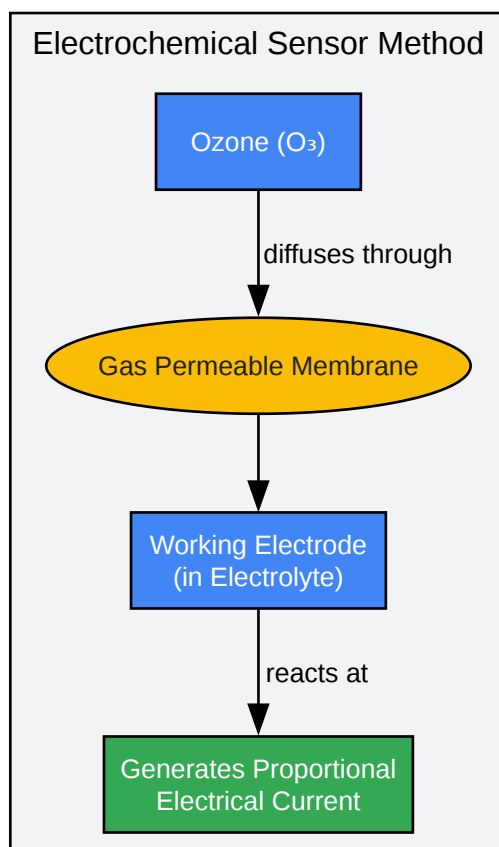 Electrochemical Sensor Method
Ozone (O₃)
diffuses through
Gas Permeable Membrane
Working Electrode
(in Electrolyte)
reacts at
Generates Proportional
Electrical Current